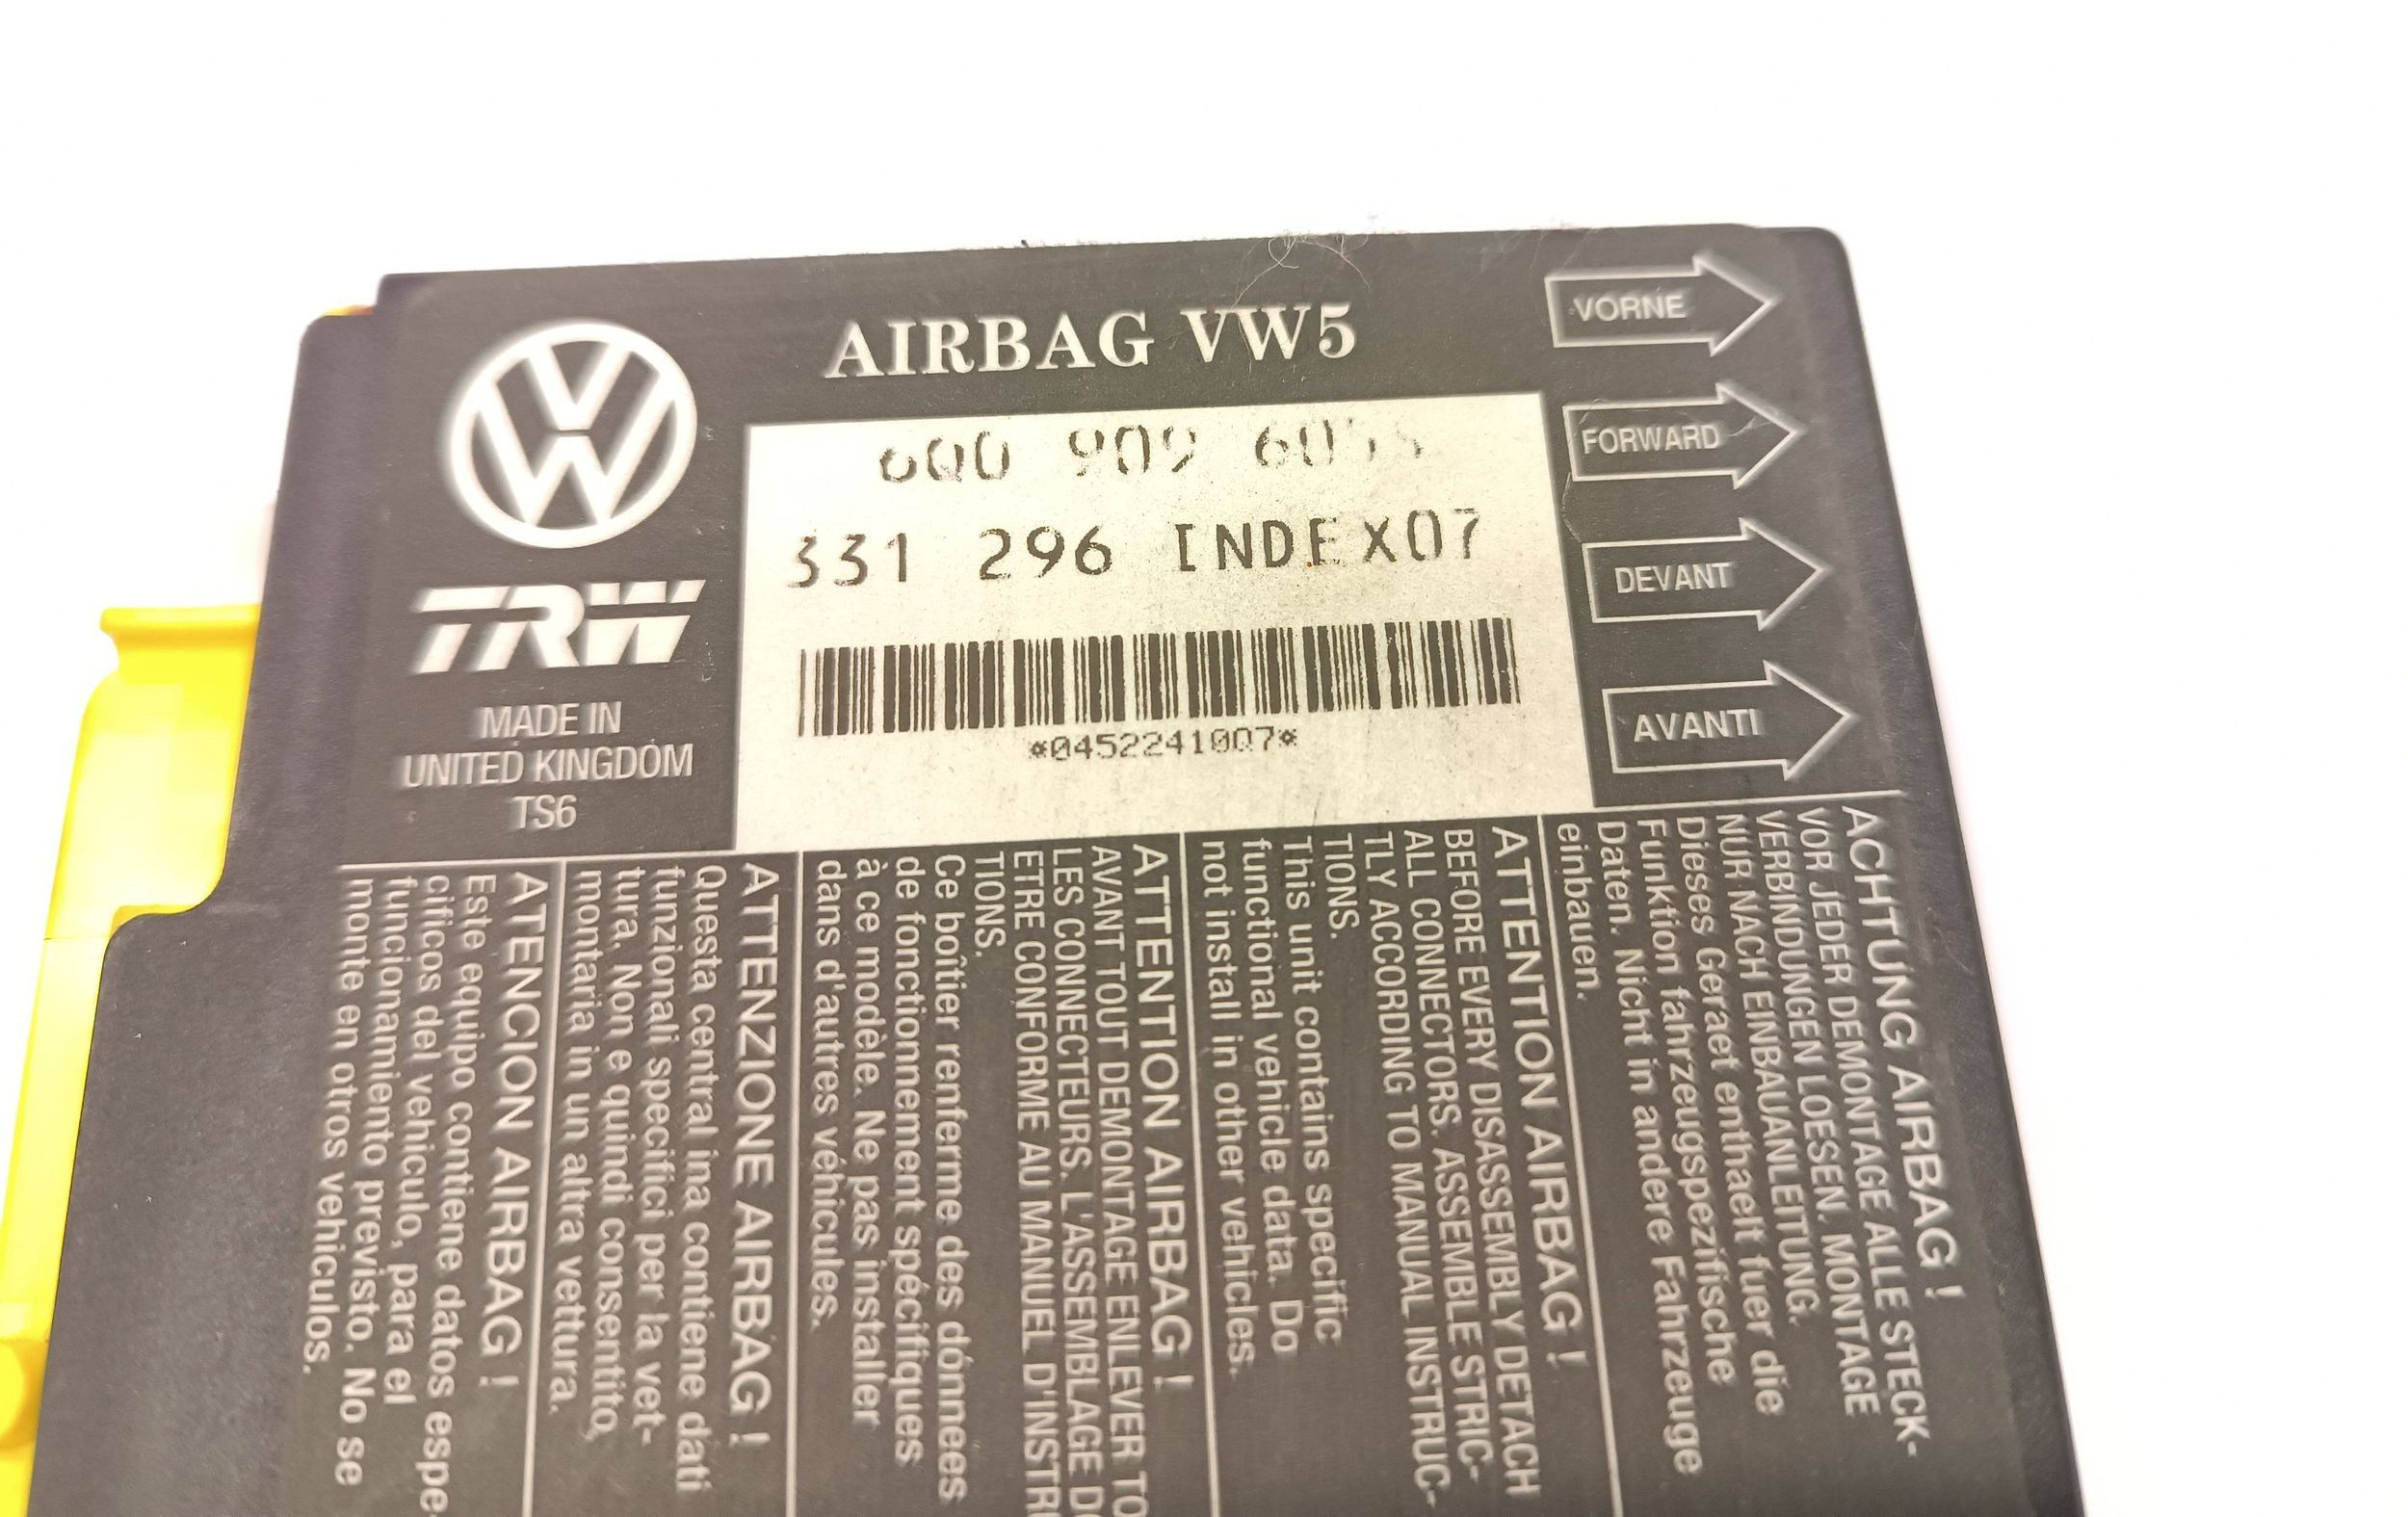 AIRBAG VW5
VORNE
FORWARD
DEVANT
AVANTI
6Q0 909
331 296 INDEX07
*0452241007*
TRW
MADE IN
UNITED KINGDOM
TS6
ACHTUNG AIRBAG !
VOR JEDER DEMONTAGE ALLE STECK-
VERBINDUNGEN LOESEN. MONTAGE
NUR NACH EINBAUANLEITUNG.
Dieses Geraet enthaelt fuer die
Funktion fahrzeugspezifische
Daten. Nicht in andere Fahrzeuge
einbauen.
ATTENTION AIRBAG !
BEFORE EVERY DISASSEMBLY DETACH
ALL CONNECTORS. ASSEMBLE STRIC-
TLY ACCORDING TO MANUAL INSTRUC-
TIONS.
This unit contains specific
functional vehicle data. Do
not install in other vehicles.
ATTENTION AIRBAG !
AVANT TOUT DEMONTAGE ENLEVER TO
LES CONNECTEURS. L'ASSEMBLAGE DO
ETRE CONFORME AU MANUEL D'INSTR
TIONS.
Ce boîtier renferme des dónnees
de fonctionnement spécifiques
à ce modèle. Ne pas installer
dans d'autres véhicules.
ATTENZIONE AIRBAG !
Questa central ina contiene dati
funzionali specifici per la vet-
tura. Non e quindi consentito,
montaria in un altra vettura.
ATENCION AIRBAG !
Este equipo contiene datos espe-
cificos del vehiculo, para el
funcionamiento previsto. No se
monte en otros vehiculos.